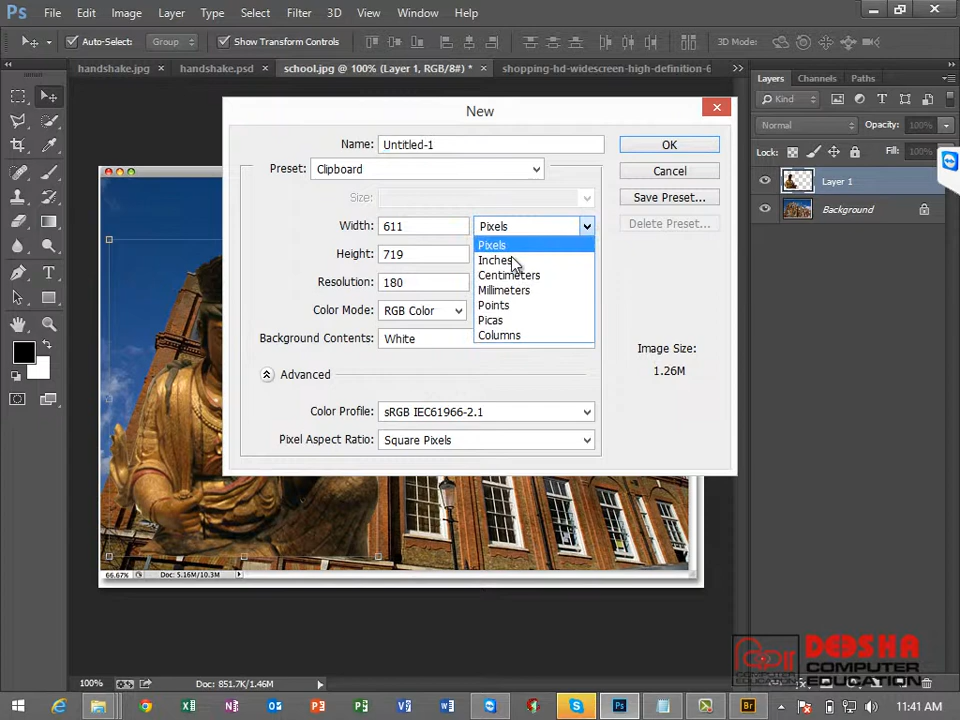 Ps File Edit Image Layer Type Select Filter 3D View Window Help
Auto-Select: Group Show Transform Controls 3D Mode:
handshake.jpg × handshake.psd × school.jpg @ 100% (Layer 1, RGB/8#) * × shopping-hd-widescreen-high-definition-6 »
Layers Channels Paths
Kind
Normal Opacity: 100%
Lock: Fill: 100%
Layer 1
Background
New
Name: Untitled-1
OK
Preset: Clipboard
Cancel
Size:
Save Preset...
Width: 611 Pixels
Delete Preset...
Pixels
Height: 719
Inches
Centimeters
Resolution: 180
Millimeters
Points
Color Mode: RGB Color
Picas
Columns
Background Contents: White
Image Size:
1.26M
Advanced
Color Profile: sRGB IEC61966-2.1
Pixel Aspect Ratio: Square Pixels
66.67% Doc: 5.16M/10.3M
DEDSHA
COMPUTER
EDUCATION
100% Doc: 851.7K/1.46M
11:41 AM